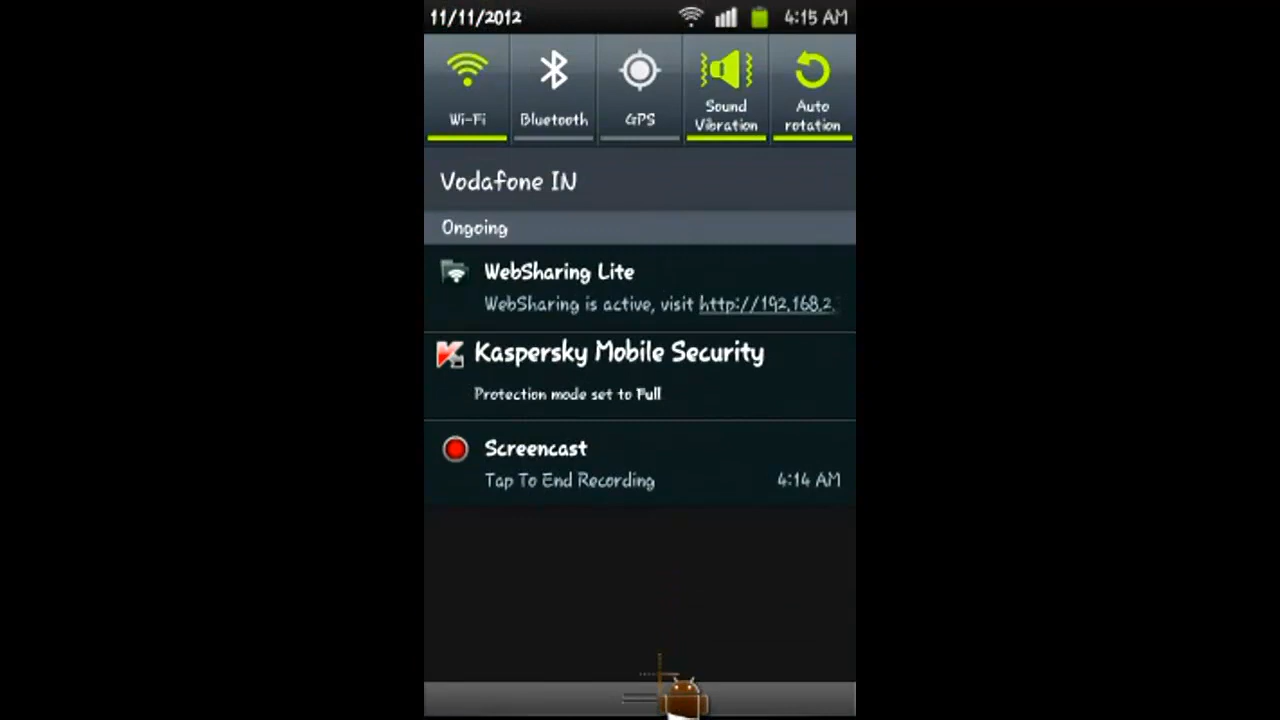 11/11/2012 4:15 AM
Wi-Fi Bluetooth GPS Sound Vibration Auto rotation
Vodafone IN
Ongoing
WebSharing Lite
WebSharing is active, visit http://192.168.2.
Kaspersky Mobile Security
Protection mode set to Full
Screencast
Tap To End Recording 4:14 AM